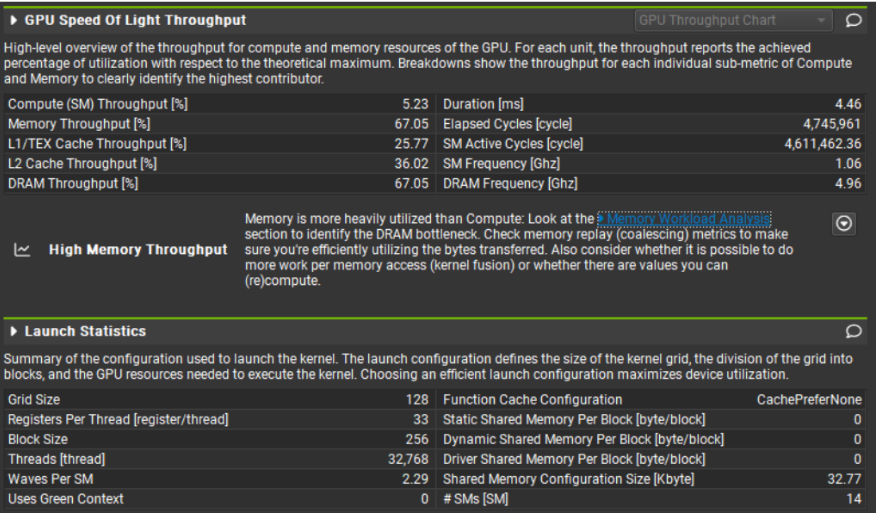 GPU Speed Of Light Throughput
GPU Throughput Chart
High-level overview of the throughput for compute and memory resources of the GPU. For each unit, the throughput reports the achieved
percentage of utilization with respect to the theoretical maximum. Breakdowns show the throughput for each individual sub-metric of Compute
and Memory to clearly identify the highest contributor.
Compute (SM) Throughput [%] 5.23 Duration [ms] 4.46
Memory Throughput [%] 67.05 Elapsed Cycles [cycle] 4,745,961
L1/TEX Cache Throughput [%] 25.77 SM Active Cycles [cycle] 4,611,462.36
L2 Cache Throughput [%] 36.02 SM Frequency [Ghz] 1.06
DRAM Throughput [%] 67.05 DRAM Frequency [Ghz] 4.96
High Memory Throughput
Memory is more heavily utilized than Compute: Look at the Memory Workload Analysis
section to identify the DRAM bottleneck. Check memory replay (coalescing) metrics to make
sure you're efficiently utilizing the bytes transferred. Also consider whether it is possible to do
more work per memory access (kernel fusion) or whether there are values you can
(re)compute.
Launch Statistics
Summary of the configuration used to launch the kernel. The launch configuration defines the size of the kernel grid, the division of the grid into
blocks, and the GPU resources needed to execute the kernel. Choosing an efficient launch configuration maximizes device utilization.
Grid Size 128 Function Cache Configuration CachePreferNone
Registers Per Thread [register/thread] 33 Static Shared Memory Per Block [byte/block] 0
Block Size 256 Dynamic Shared Memory Per Block [byte/block] 0
Threads [thread] 32,768 Driver Shared Memory Per Block [byte/block] 0
Waves Per SM 2.29 Shared Memory Configuration Size [Kbyte] 32.77
Uses Green Context 0 # SMs [SM] 14